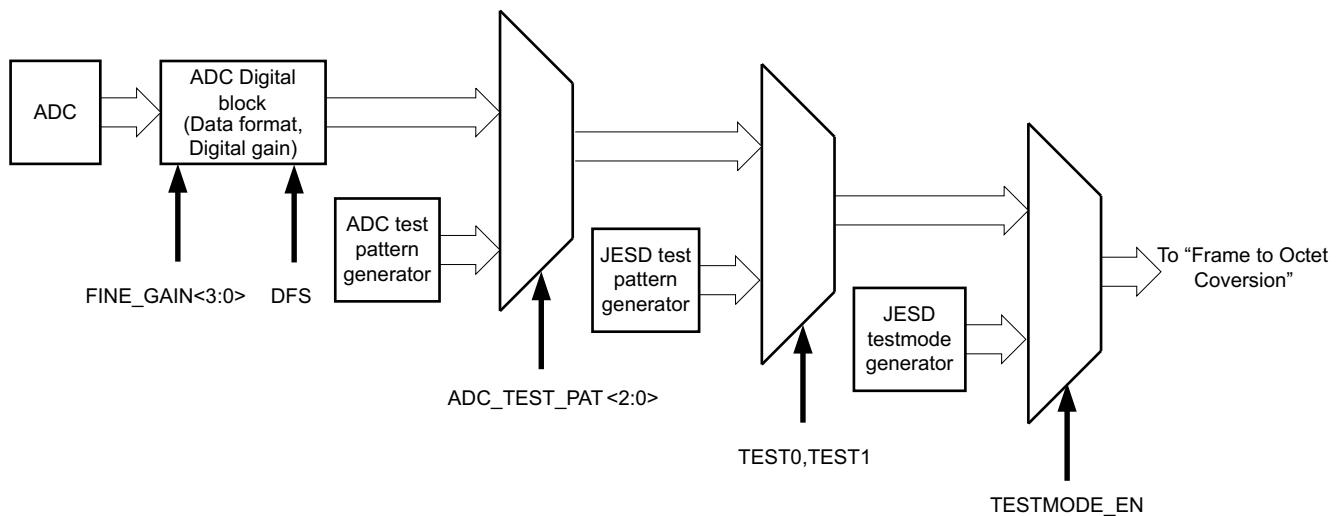 ADC
ADC Digital
block
(Data format,
Digital gain)
FINE_GAIN<3:0>
DFS
ADC test
pattern
generator
ADC_TEST_PAT <2:0>
JESD test
pattern
generator
TEST0,TEST1
JESD
testmode
generator
TESTMODE_EN
To “Frame to Octet
Coversion”